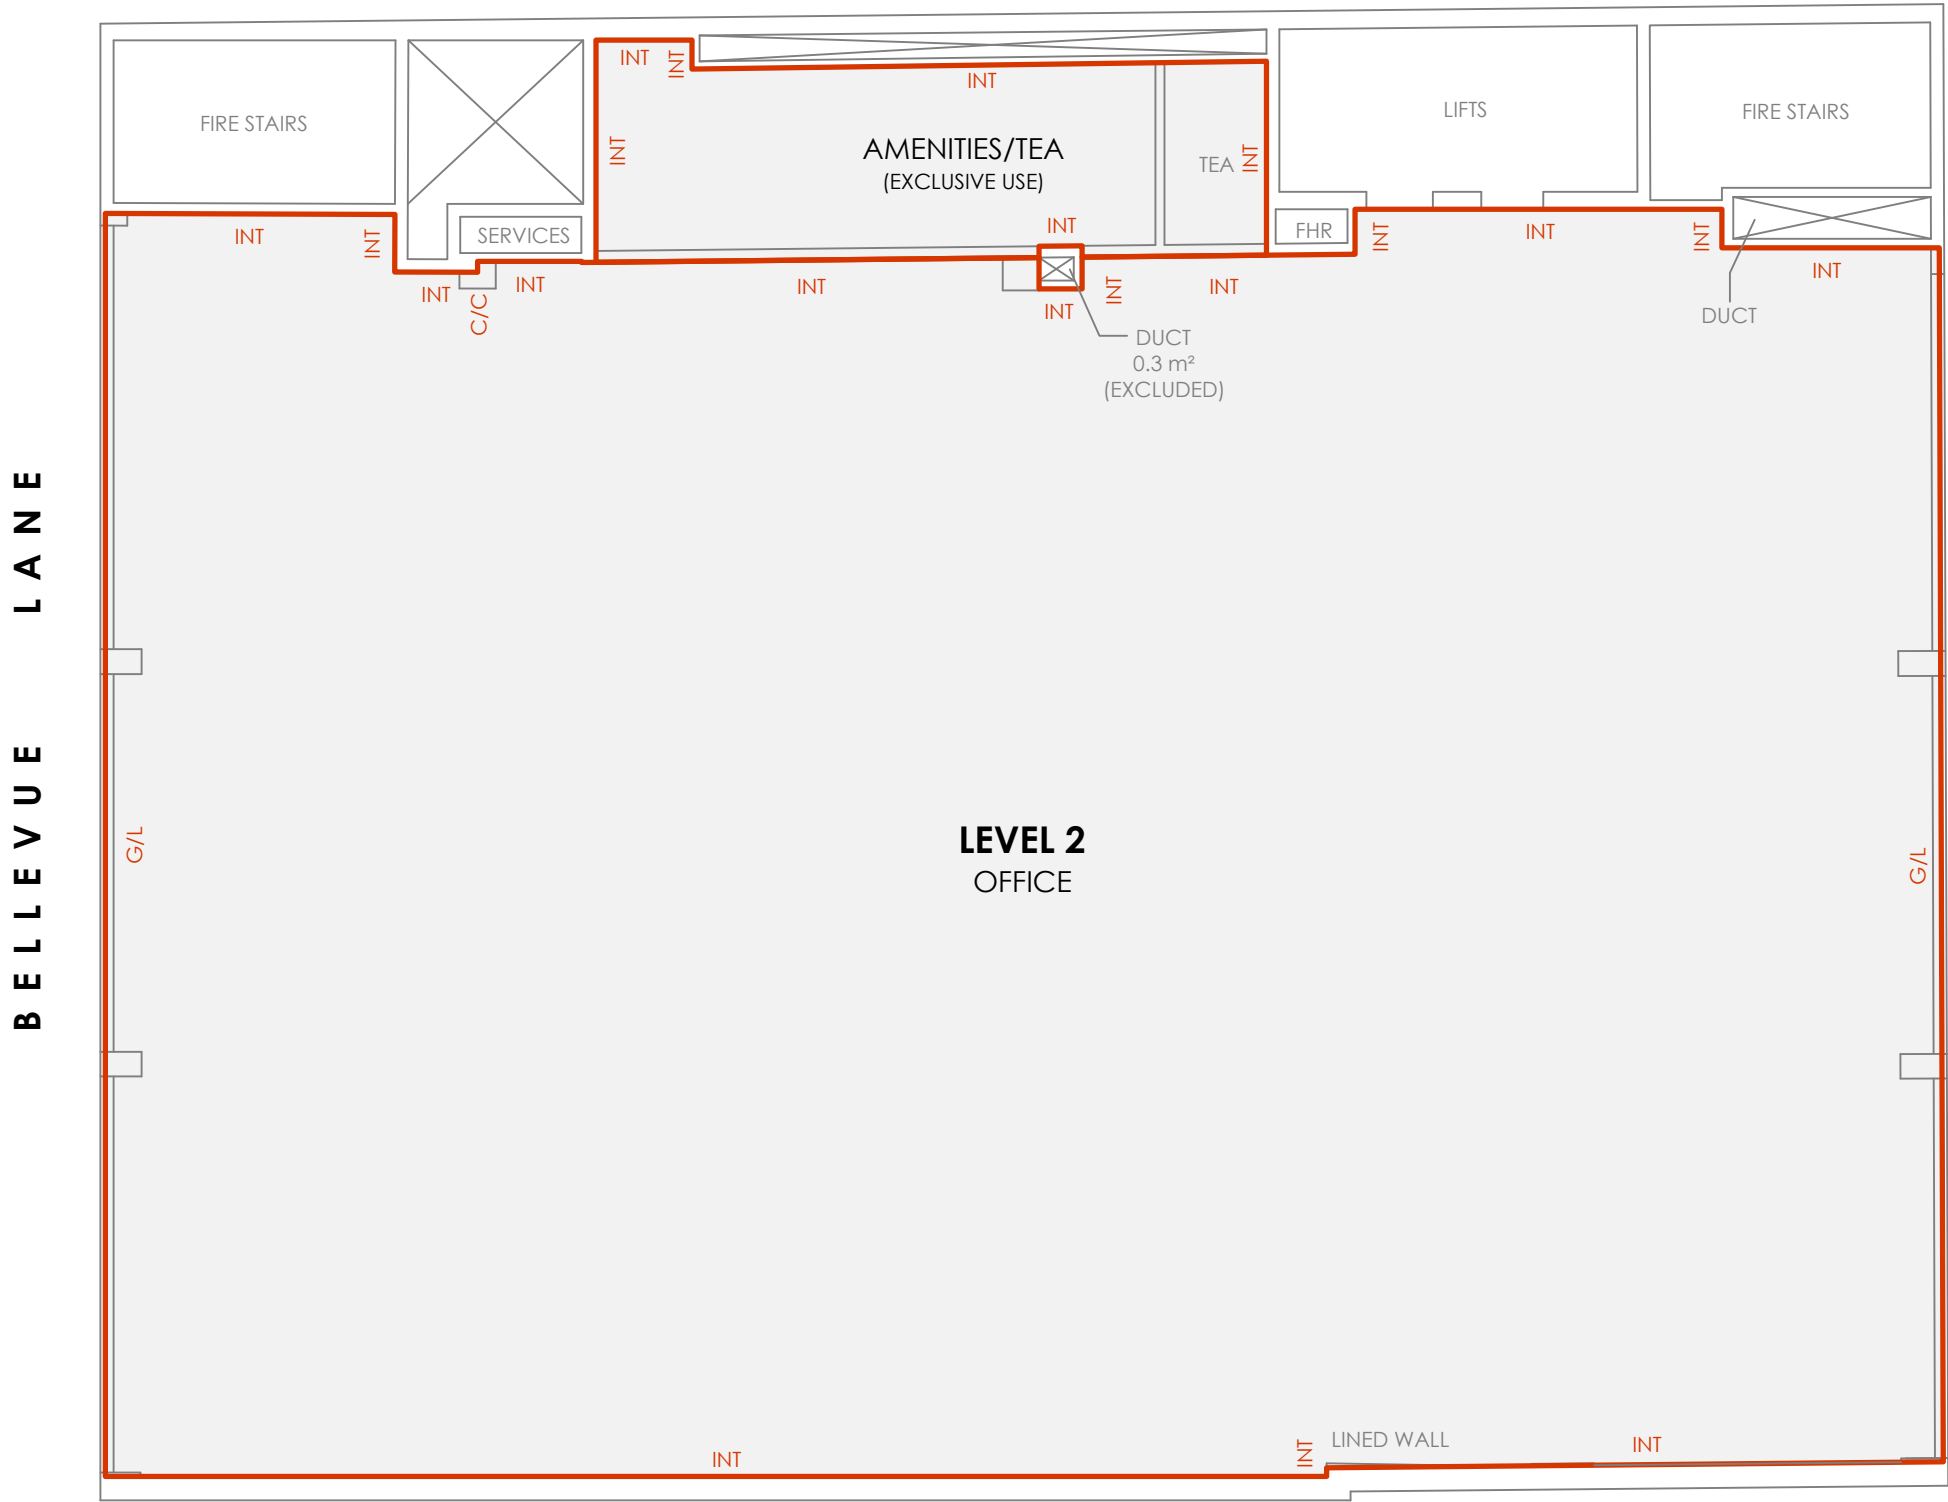 INT
INT
INT
FIRE STAIRS
LIFTS
FIRE STAIRS
INT
AMENITIES/TEA
(EXCLUSIVE USE)
TEA
INT
INT
INT
INT
SERVICES
INT
FHR
INT
INT
INT
INT
INT
C/C
INT
INT
INT
INT
INT
DUCT
0.3 m²
(EXCLUDED)
DUCT
BELLEVUE LANE
G/L
LEVEL 2
OFFICE
G/L
INT
INT
LINED WALL
INT